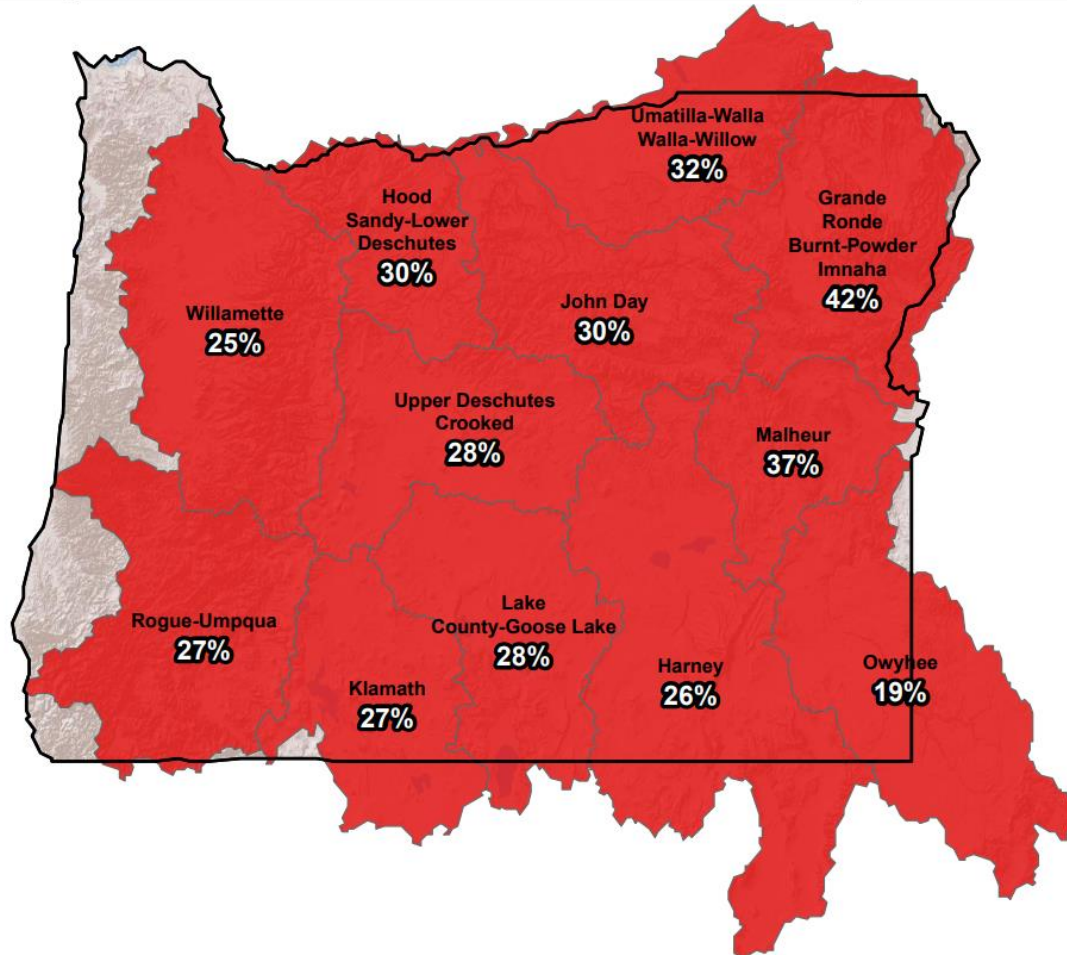 Umatilla-Walla
Walla-Willow
32%
Hood
Sandy-Lower
Deschutes
30%
Grande
Ronde
Burnt-Powder
Imnaha
42%
Willamette
25%
John Day
30%
Upper Deschutes
Crooked
28%
Malheur
37%
Rogue-Umpqua
27%
Lake
County-Goose Lake
28%
Klamath
27%
Harney
26%
Owyhee
19%